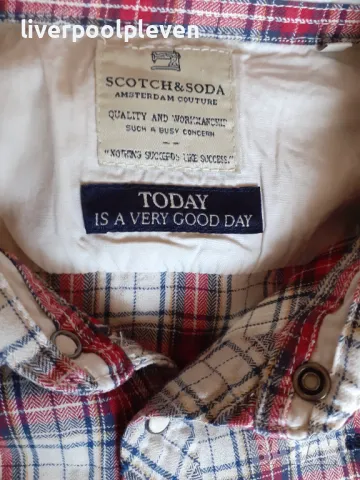 liverpoolpleven
SCOTCH & SODA
AMSTERDAM COUTURE
QUALITY AND WORKMANSHIP
SUCH A BUSY CONCERN
"NOTHING SUCCEEDS LIKE SUCCESS."
TODAY
IS A VERY GOOD DAY